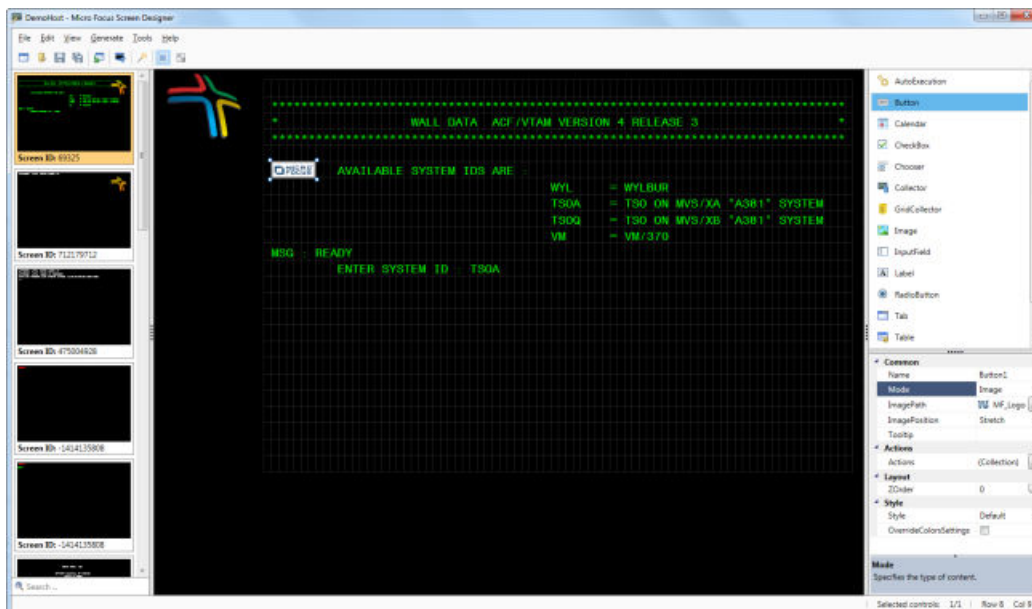 DemoHost - Micro Focus Screen Designer
File Edit View Generate Tools Help
Screen ID: 69325
Screen ID: 712179712
Screen ID: 475004928
Screen ID: -1414135808
Screen ID: -1414135808
Search ...
WALL DATA ACF/VTAM VERSION 4 RELEASE 3
AVAILABLE SYSTEM IDS ARE :
WYL = WYLBUR
TSOA = TSO ON MVS/XA "A381" SYSTEM
TSOQ = TSO ON MVS/XB "A381" SYSTEM
VM = VM/370
MSG : READY
ENTER SYSTEM ID : TSOA
AutoExecution
Button
Calendar
CheckBox
Chooser
Collector
GridCollector
Image
InputField
Label
RadioButton
Tab
Table
Common
Name Button1
Mode Image
ImagePath MF_Logo
ImagePosition Stretch
Tooltip
Actions
Actions (Collection)
Layout
ZOrder 0
Style
Style Default
OverrideColorsSettings
Mode
Specifies the type of content.
Selected controls: 1/1 Row 6 Col 9